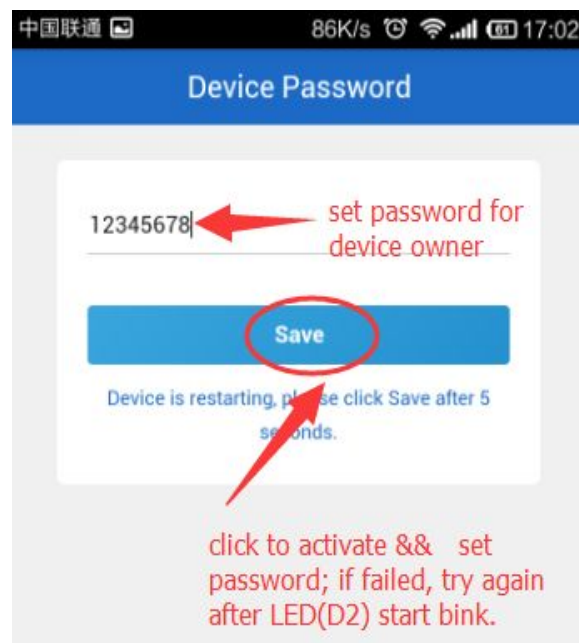 中国联通 86K/s 61 17:02
Device Password
12345678
set password for
device owner
Save
Device is restarting, please click Save after 5
seconds.
click to activate && set
password; if failed, try again
after LED(D2) start bink.